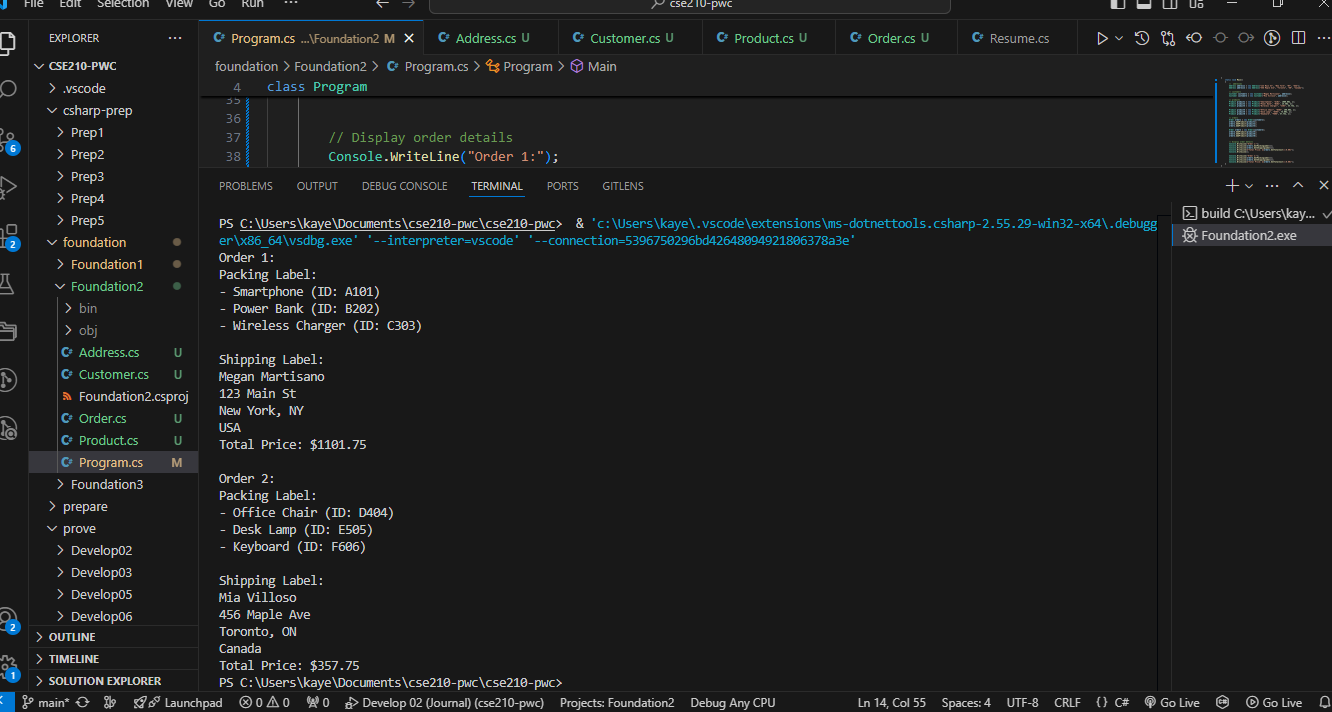 File Edit Selection View Go Run ··· cse210-pwc
EXPLORER ···
CSE210-PWC
.vscode
csharp-prep
Prep1
Prep2
Prep3
Prep4
Prep5
foundation
Foundation1
Foundation2
bin
obj
Address.cs U
Customer.cs U
Foundation2.csproj
Order.cs U
Product.cs U
Program.cs M
Foundation3
prepare
prove
Develop02
Develop03
Develop05
Develop06
OUTLINE
TIMELINE
SOLUTION EXPLORER
6
2
2
1
Program.cs ...\Foundation2 M Address.cs U Customer.cs U Product.cs U Order.cs U Resume.cs
foundation > Foundation2 > Program.cs > Program > Main
4 class Program
35
36
37 // Display order details
38 Console.WriteLine("Order 1:");
PROBLEMS OUTPUT DEBUG CONSOLE TERMINAL PORTS GITLENS
PS C:\Users\kaye\Documents\cse210-pwc\cse210-pwc> & 'c:\Users\kaye\.vscode\extensions\ms-dotnettools.csharp-2.55.29-win32-x64\.debugg
er\x86_64\vsdbg.exe' '--interpreter=vscode' '--connection=5396750296bd42648094921806378a3e'
Order 1:
Packing Label:
- Smartphone (ID: A101)
- Power Bank (ID: B202)
- Wireless Charger (ID: C303)
Shipping Label:
Megan Martisano
123 Main St
New York, NY
USA
Total Price: $1101.75
Order 2:
Packing Label:
- Office Chair (ID: D404)
- Desk Lamp (ID: E505)
- Keyboard (ID: F606)
Shipping Label:
Mia Villoso
456 Maple Ave
Toronto, ON
Canada
Total Price: $357.75
PS C:\Users\kaye\Documents\cse210-pwc\cse210-pwc>
build C:\Users\kay...
Foundation2.exe
main* Launchpad 0 0 0 Develop 02 (Journal) (cse210-pwc) Projects: Foundation2 Debug Any CPU Ln 14, Col 55 Spaces: 4 UTF-8 CRLF {} C# Go Live Go Live